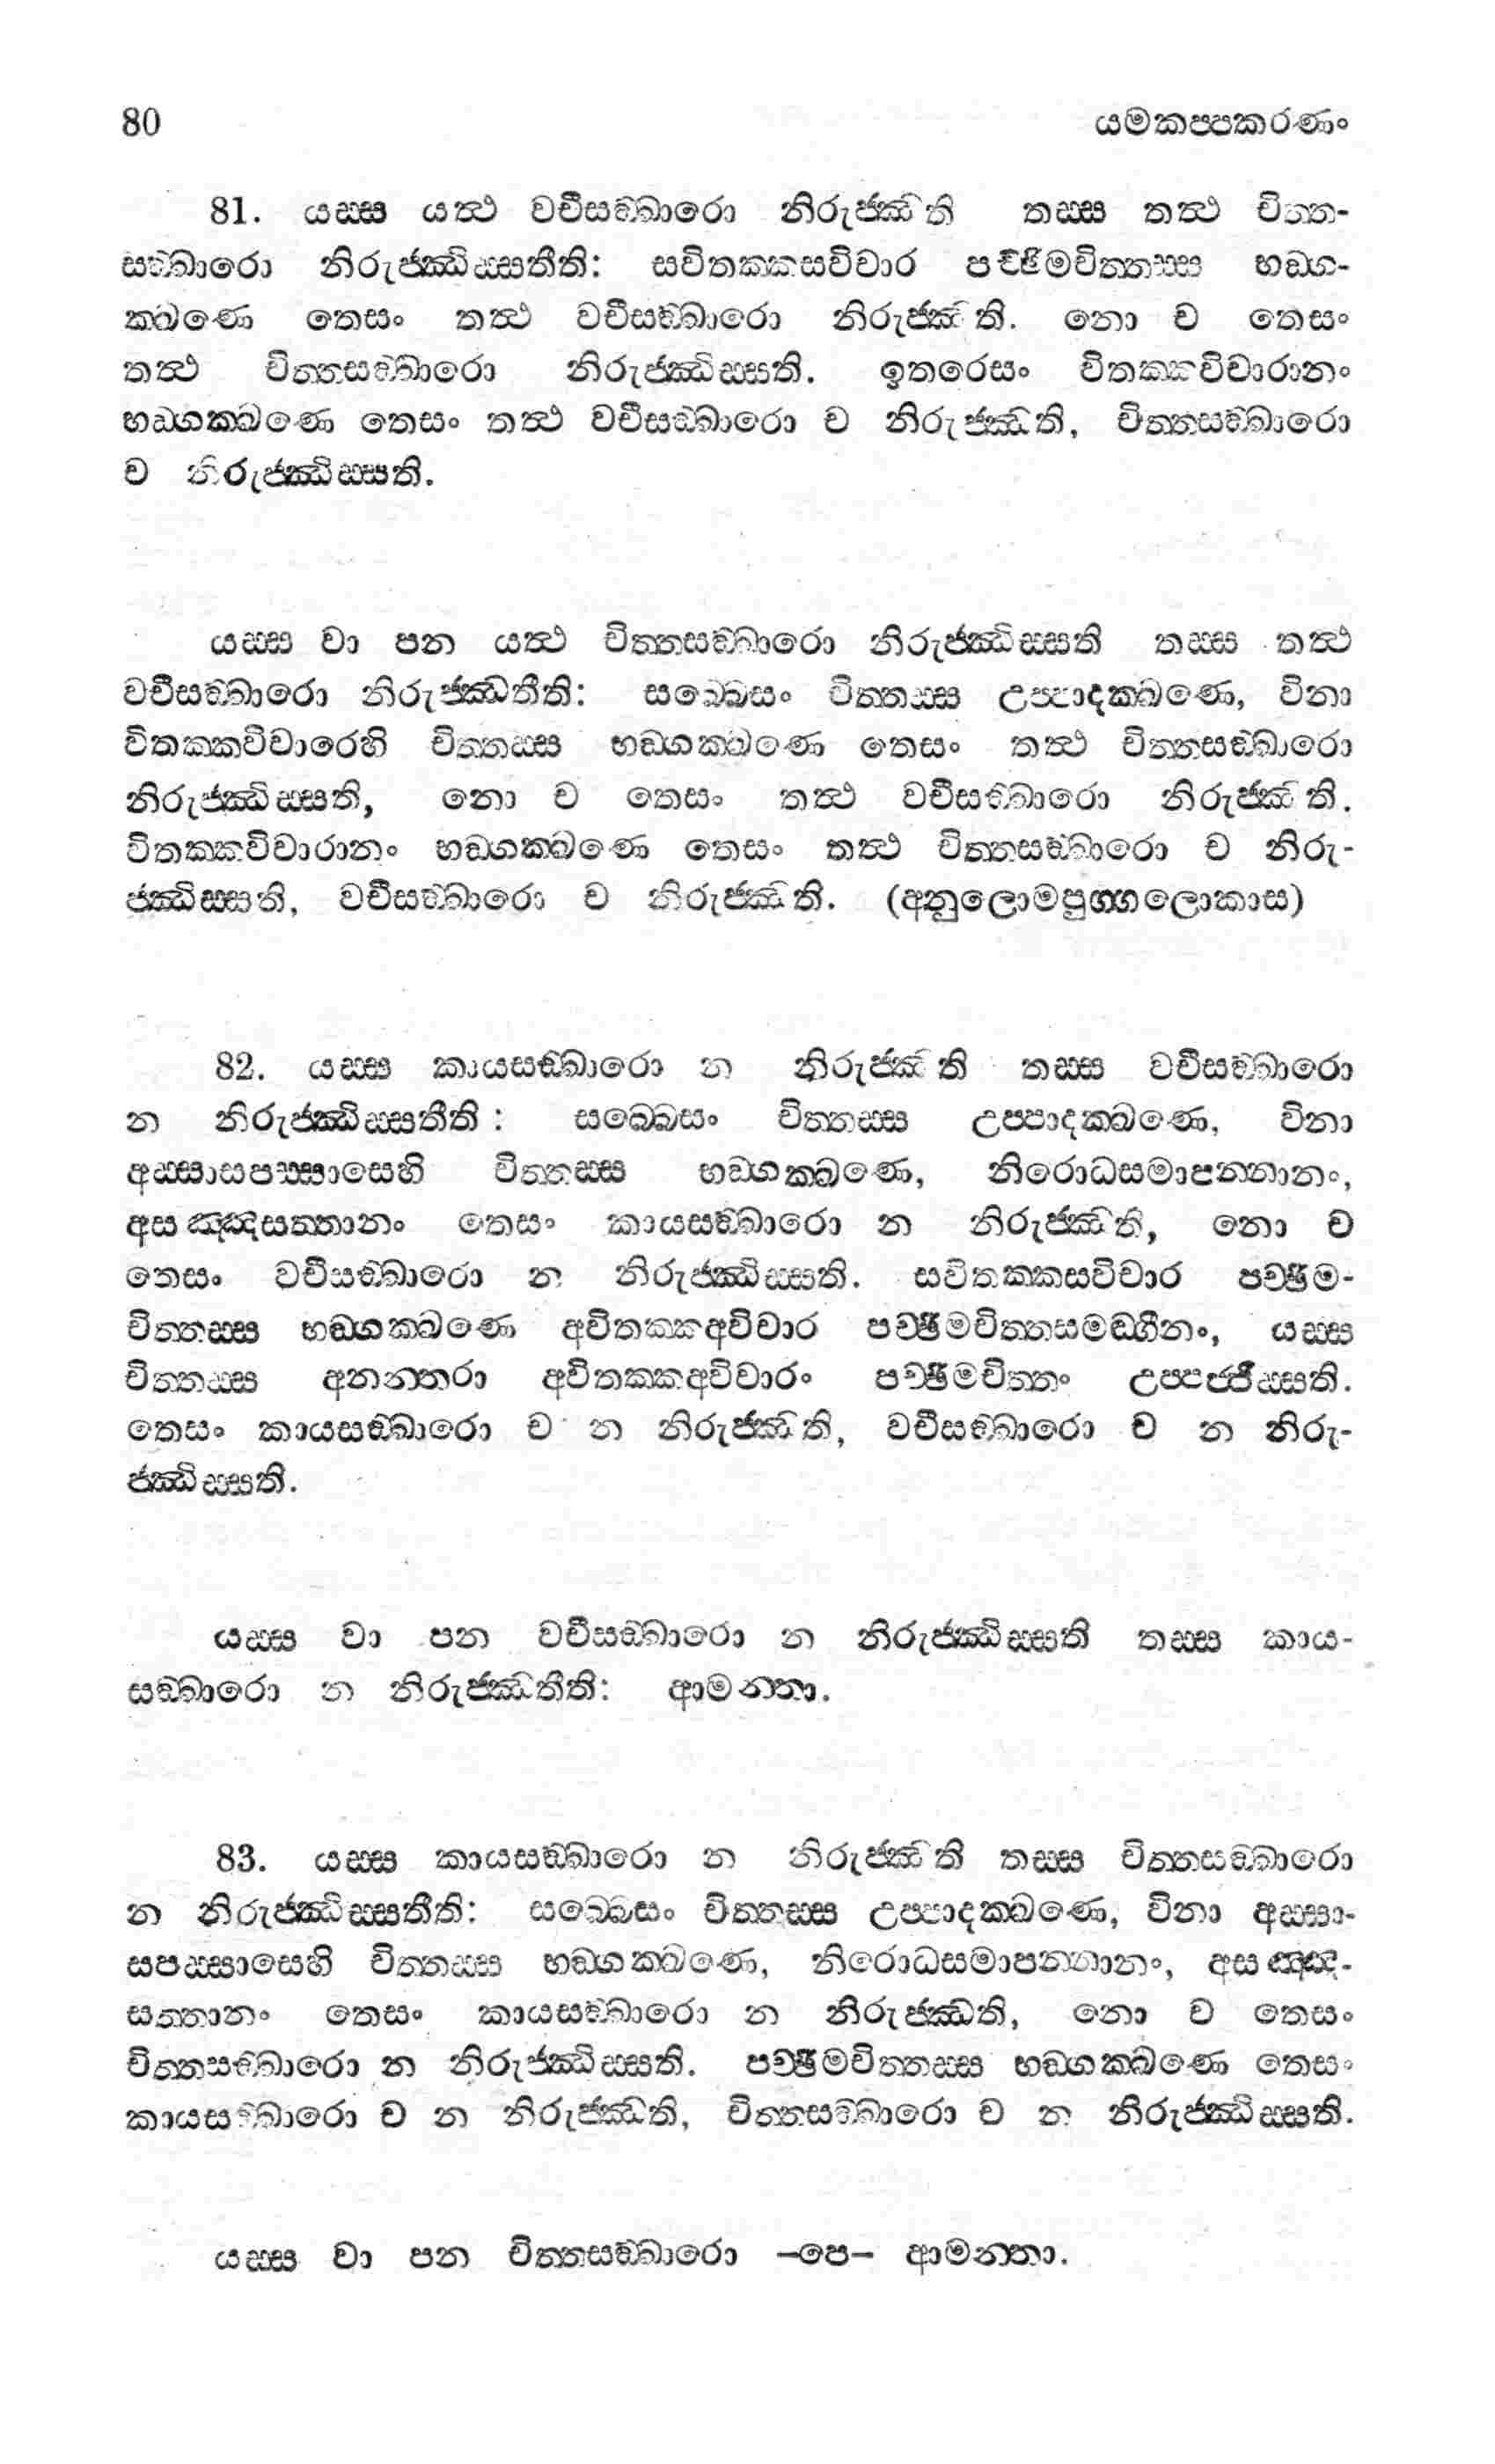 80 යමකප්පකරණං
81. යස්ස යත්ථ වචීසඞ්ඛාරො නිරුජ්ඣති තස්ස තත්ථ චිත්ත-
සඞ්ඛාරො නිරුජ්ඣිස්සතීති: සවිතක්කසවිචාර පච්ඡිමචිත්තස්ස භඞ්ග-
ක්ඛණෙ තෙසං තත්ථ වචීසඞ්ඛාරො නිරුජ්ඣති. නො ච තෙසං
තත්ථ චිත්තසඞ්ඛාරො නිරුජ්ඣිස්සති. ඉතරෙසං විතක්කවිචාරානං
භඞ්ගක්ඛණෙ තෙසං තත්ථ වචීසඞ්ඛාරො ච නිරුජ්ඣති, චිත්තසඞ්ඛාරො
ච නිරුජ්ඣිස්සති.
යස්ස වා පන යත්ථ චිත්තසඞ්ඛාරො නිරුජ්ඣිස්සති තස්ස තත්ථ
වචීසඞ්ඛාරො නිරුජ්ඣතීති: සබ්බෙසං චිත්තස්ස උප්පාදක්ඛණෙ, විනා
විතක්කවිචාරෙහි චිත්තස්ස භඞ්ගක්ඛණෙ තෙසං තත්ථ චිත්තසඞ්ඛාරො
නිරුජ්ඣිස්සති, නො ච තෙසං තත්ථ වචීසඞ්ඛාරො නිරුජ්ඣති.
විතක්කවිචාරානං භඞ්ගක්ඛණෙ තෙසං තත්ථ චිත්තසඞ්ඛාරො ච නිරු-
ජ්ඣිස්සති, වචීසඞ්ඛාරො ච නිරුජ්ඣති. (අනුලොමපුග්ගලොකාස)
82. යස්ස කායසඞ්ඛාරො න නිරුජ්ඣති තස්ස වචීසඞ්ඛාරො
න නිරුජ්ඣිස්සතීති: සබ්බෙසං චිත්තස්ස උප්පාදක්ඛණෙ, විනා
අස්සාසපස්සාසෙහි චිත්තස්ස භඞ්ගක්ඛණෙ, නිරොධසමාපන්නානං,
අසඤ්ඤසත්තානං තෙසං කායසඞ්ඛාරො න නිරුජ්ඣති, නො ච
තෙසං වචීසඞ්ඛාරො න නිරුජ්ඣිස්සති. සවිතක්කසවිචාර පච්ඡිම-
චිත්තස්ස භඞ්ගක්ඛණෙ අවිතක්කඅවිචාර පච්ඡිමචිත්තසමඞ්ගීනං, යස්ස
චිත්තස්ස අනන්තරා අවිතක්කඅවිචාරං පච්ඡිමචිත්තං උප්පජ්ජිස්සති.
තෙසං කායසඞ්ඛාරො ච න නිරුජ්ඣති, වචීසඞ්ඛාරො ච න නිරු-
ජ්ඣිස්සති.
යස්ස වා පන වචීසඞ්ඛාරො න නිරුජ්ඣිස්සති තස්ස කාය-
සඞ්ඛාරො න නිරුජ්ඣතීති: ආමන්තා.
83. යස්ස කායසඞ්ඛාරො න නිරුජ්ඣති තස්ස චිත්තසඞ්ඛාරො
න නිරුජ්ඣිස්සතීති: සබ්බෙසං චිත්තස්ස උප්පාදක්ඛණෙ, විනා අස්සා-
සපස්සාසෙහි චිත්තස්ස භඞ්ගක්ඛණෙ, නිරොධසමාපන්නානං, අසඤ්ඤ-
සත්තානං තෙසං කායසඞ්ඛාරො න නිරුජ්ඣති, නො ච තෙසං
චිත්තසඞ්ඛාරො න නිරුජ්ඣිස්සති. පච්ඡිමචිත්තස්ස භඞ්ගක්ඛණෙ තෙසං
කායසඞ්ඛාරො ච න නිරුජ්ඣති, චිත්තසඞ්ඛාරො ච න නිරුජ්ඣිස්සති.
යස්ස වා පන චිත්තසඞ්ඛාරො –පෙ– ආමන්තා.